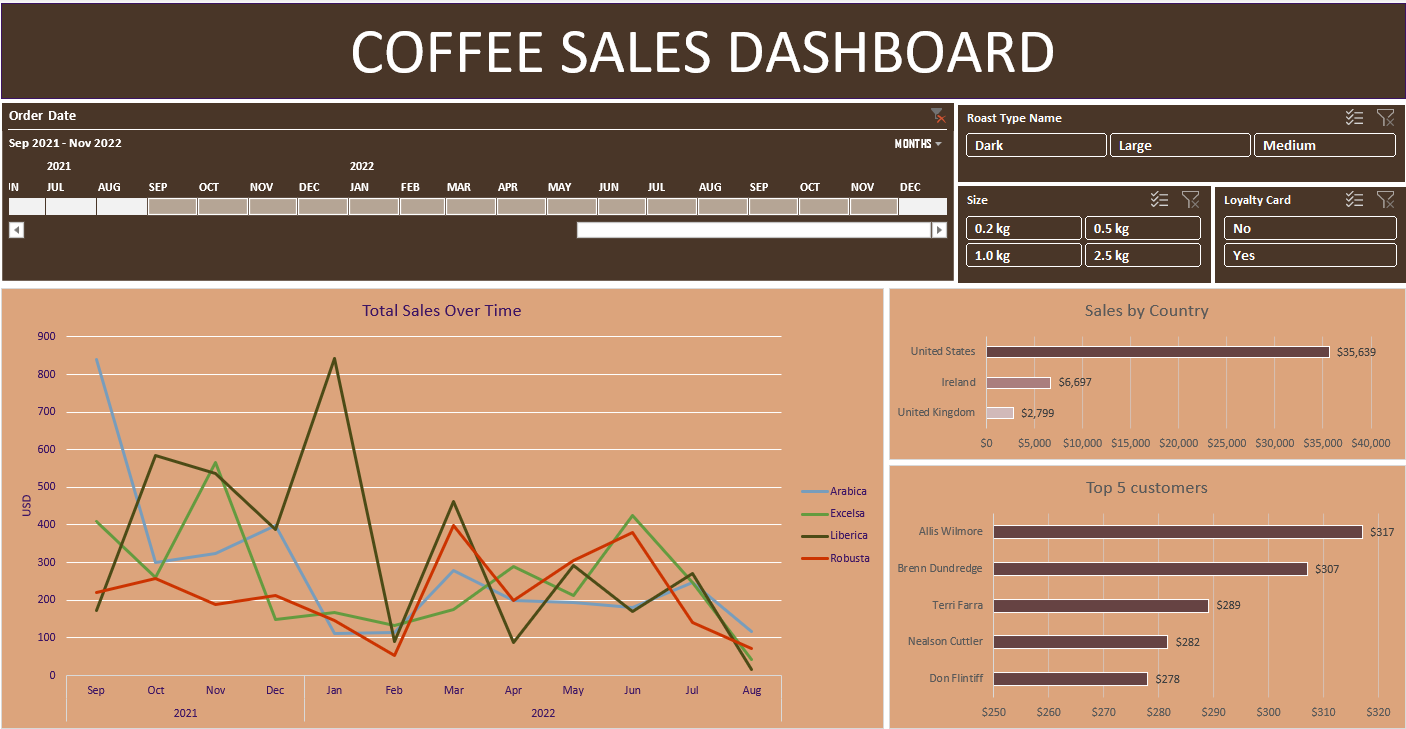 COFFEE SALES DASHBOARD
Order Date
Sep 2021 - Nov 2022
MONTHS
2021 2022
JUL AUG SEP OCT NOV DEC JAN FEB MAR APR MAY JUN JUL AUG SEP OCT NOV DEC
Roast Type Name
Dark Large Medium
Size
0.2 kg 0.5 kg
1.0 kg 2.5 kg
Loyalty Card
No
Yes
Total Sales Over Time
900
800
700
600
500
400
300
200
100
0
USD
Sep Oct Nov Dec Jan Feb Mar Apr May Jun Jul Aug
2021 2022
Arabica
Excelsa
Liberica
Robusta
Sales by Country
United States $35,639
Ireland $6,697
United Kingdom $2,799
$0 $5,000 $10,000 $15,000 $20,000 $25,000 $30,000 $35,000 $40,000
Top 5 customers
Allis Wilmore $317
Brenn Dundredge $307
Terri Farra $289
Nealson Cuttler $282
Don Flintiff $278
$250 $260 $270 $280 $290 $300 $310 $320